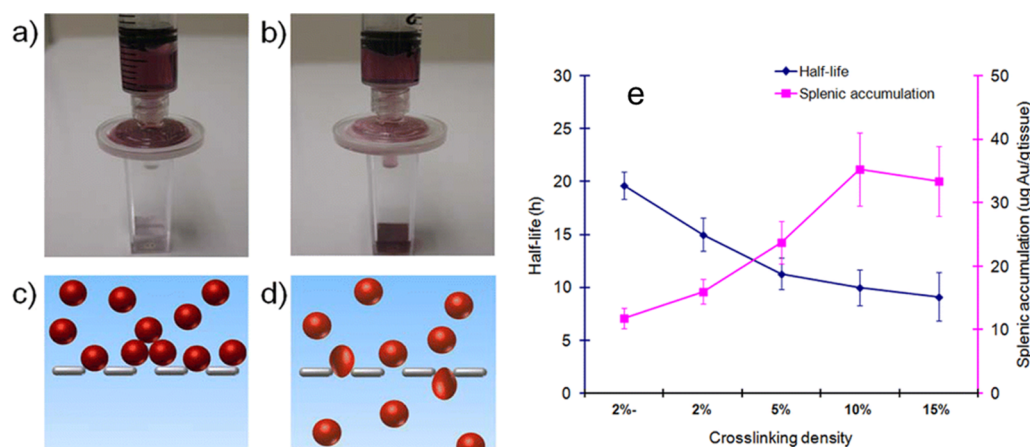 a)
b)
c)
d)
e
Half-life
Splenic accumulation
30
25
20
15
10
5
0
Half-life (h)
50
40
30
20
10
0
Splenic accumulation (ug Au/gtissue)
2%-
2%
5%
10%
15%
Crosslinking density